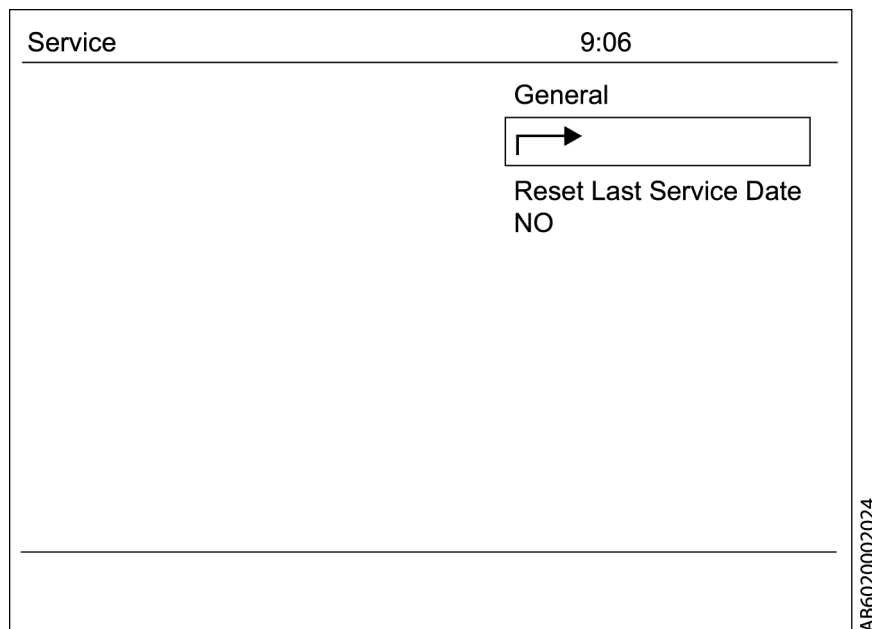 Service 9:06
General
Reset Last Service Date
NO
AB6020002024